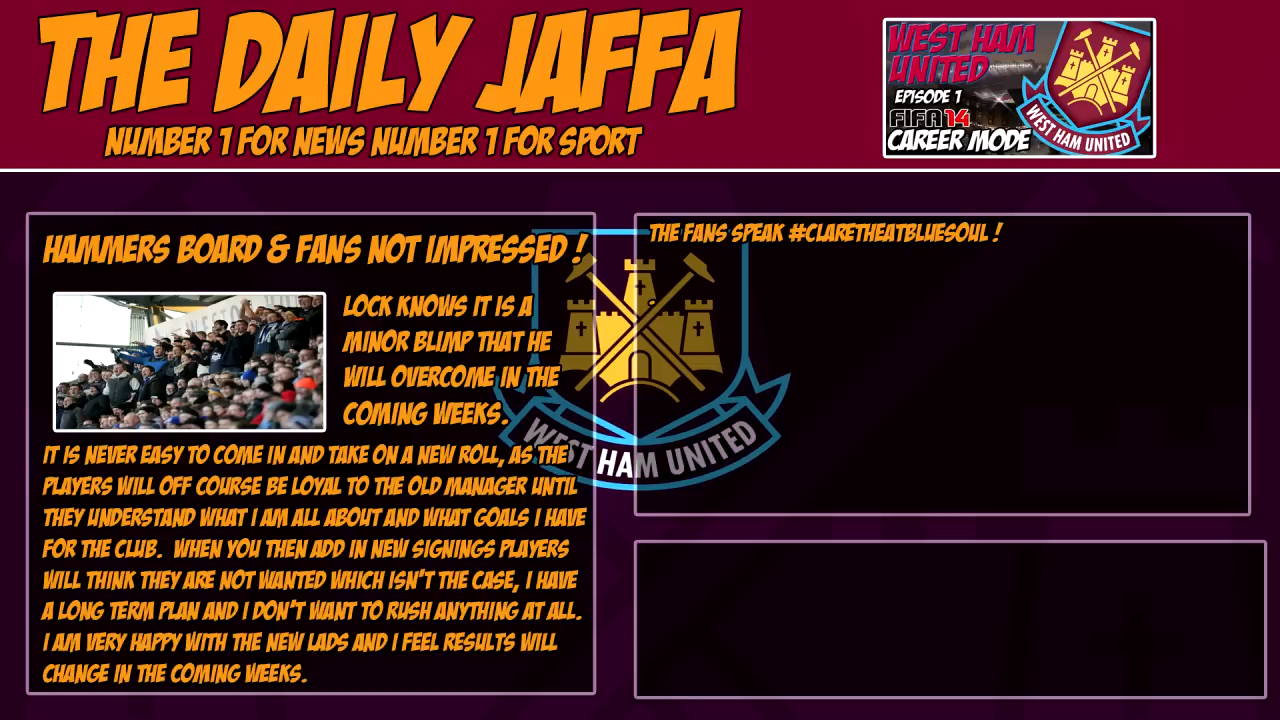 THE DAILY JAFFA
NUMBER 1 FOR NEWS NUMBER 1 FOR SPORT
WEST HAM
UNITED
EPISODE 1
FIFA 14
CAREER MODE
WEST HAM UNITED
HAMMERS BOARD & FANS NOT IMPRESSED !
LOCK KNOWS IT IS A
MINOR BLIMP THAT HE
WILL OVERCOME IN THE
COMING WEEKS.
IT IS NEVER EASY TO COME IN AND TAKE ON A NEW ROLL, AS THE
PLAYERS WILL OFF COURSE BE LOYAL TO THE OLD MANAGER UNTIL
THEY UNDERSTAND WHAT I AM ALL ABOUT AND WHAT GOALS I HAVE
FOR THE CLUB. WHEN YOU THEN ADD IN NEW SIGNINGS PLAYERS
WILL THINK THEY ARE NOT WANTED WHICH ISN'T THE CASE, I HAVE
A LONG TERM PLAN AND I DON'T WANT TO RUSH ANYTHING AT ALL.
I AM VERY HAPPY WITH THE NEW LADS AND I FEEL RESULTS WILL
CHANGE IN THE COMING WEEKS.
THE FANS SPEAK #CLARETHEATBLUESOUL !
WEST HAM UNITED